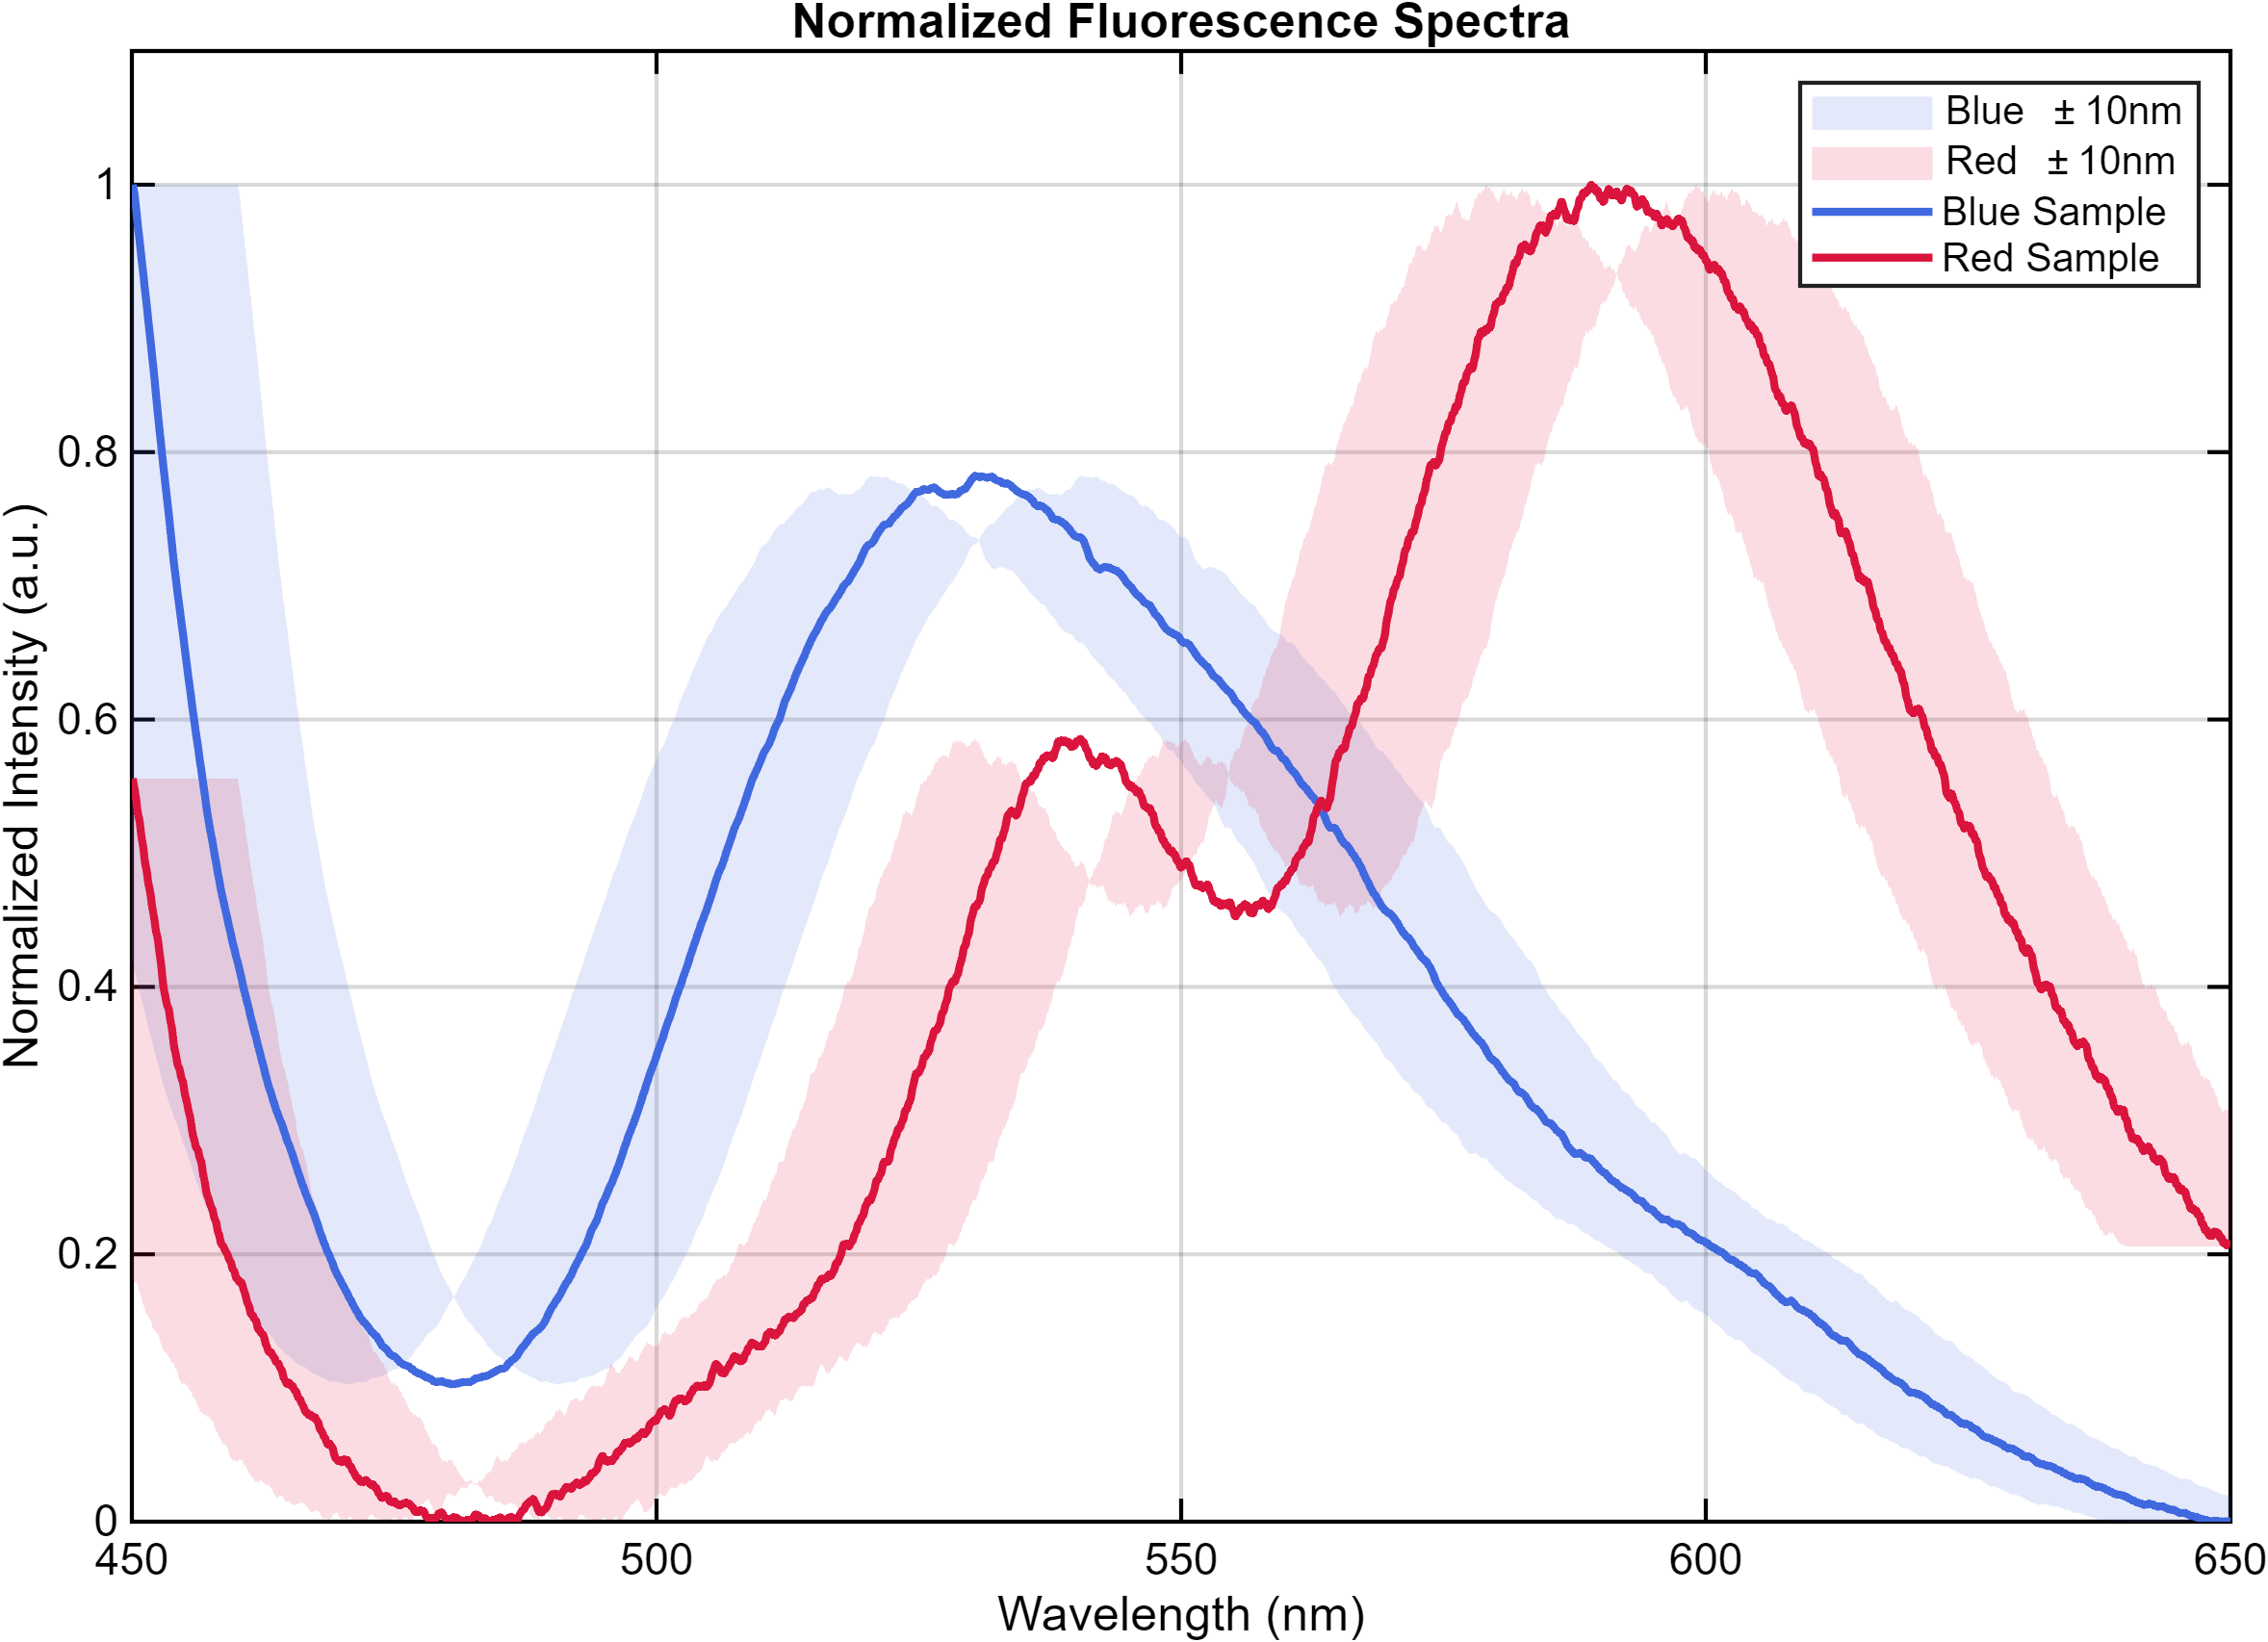 Normalized Fluorescence Spectra
Blue ± 10nm
Red ± 10nm
Blue Sample
Red Sample
1
0.8
0.6
0.4
0.2
0
Normalized Intensity (a.u.)
450 500 550 600 650
Wavelength (nm)